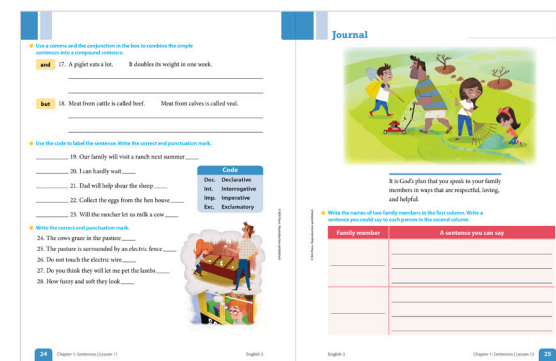 Use a comma and the conjunction in the box to combine the simple
sentences into a compound sentence.
and 17. A piglet eats a lot. It doubles its weight in one week.
but 18. Meat from cattle is called beef. Meat from calves is called veal.
Use the code to label the sentence. Write the correct end punctuation mark.
19. Our family will visit a ranch next summer
20. I can hardly wait
21. Dad will help shear the sheep
22. Collect the eggs from the hen house
23. Will the rancher let us milk a cow
Code
Dec. Declarative
Int. Interrogative
Imp. Imperative
Exc. Exclamatory
Write the correct end punctuation mark.
24. The cows graze in the pasture
25. The pasture is surrounded by an electric fence
26. Do not touch the electric wire
27. Do you think they will let me pet the lambs
28. How fuzzy and soft they look
24 Chapter 1: Sentences | Lesson 11 English 3
Journal
It is God's plan that you speak to your family
members in ways that are respectful, loving,
and helpful.
Write the names of two family members in the first column. Write a
sentence you could say to each person in the second column.
Family member A sentence you can say
English 3 Chapter 1: Sentences | Lesson 12 25